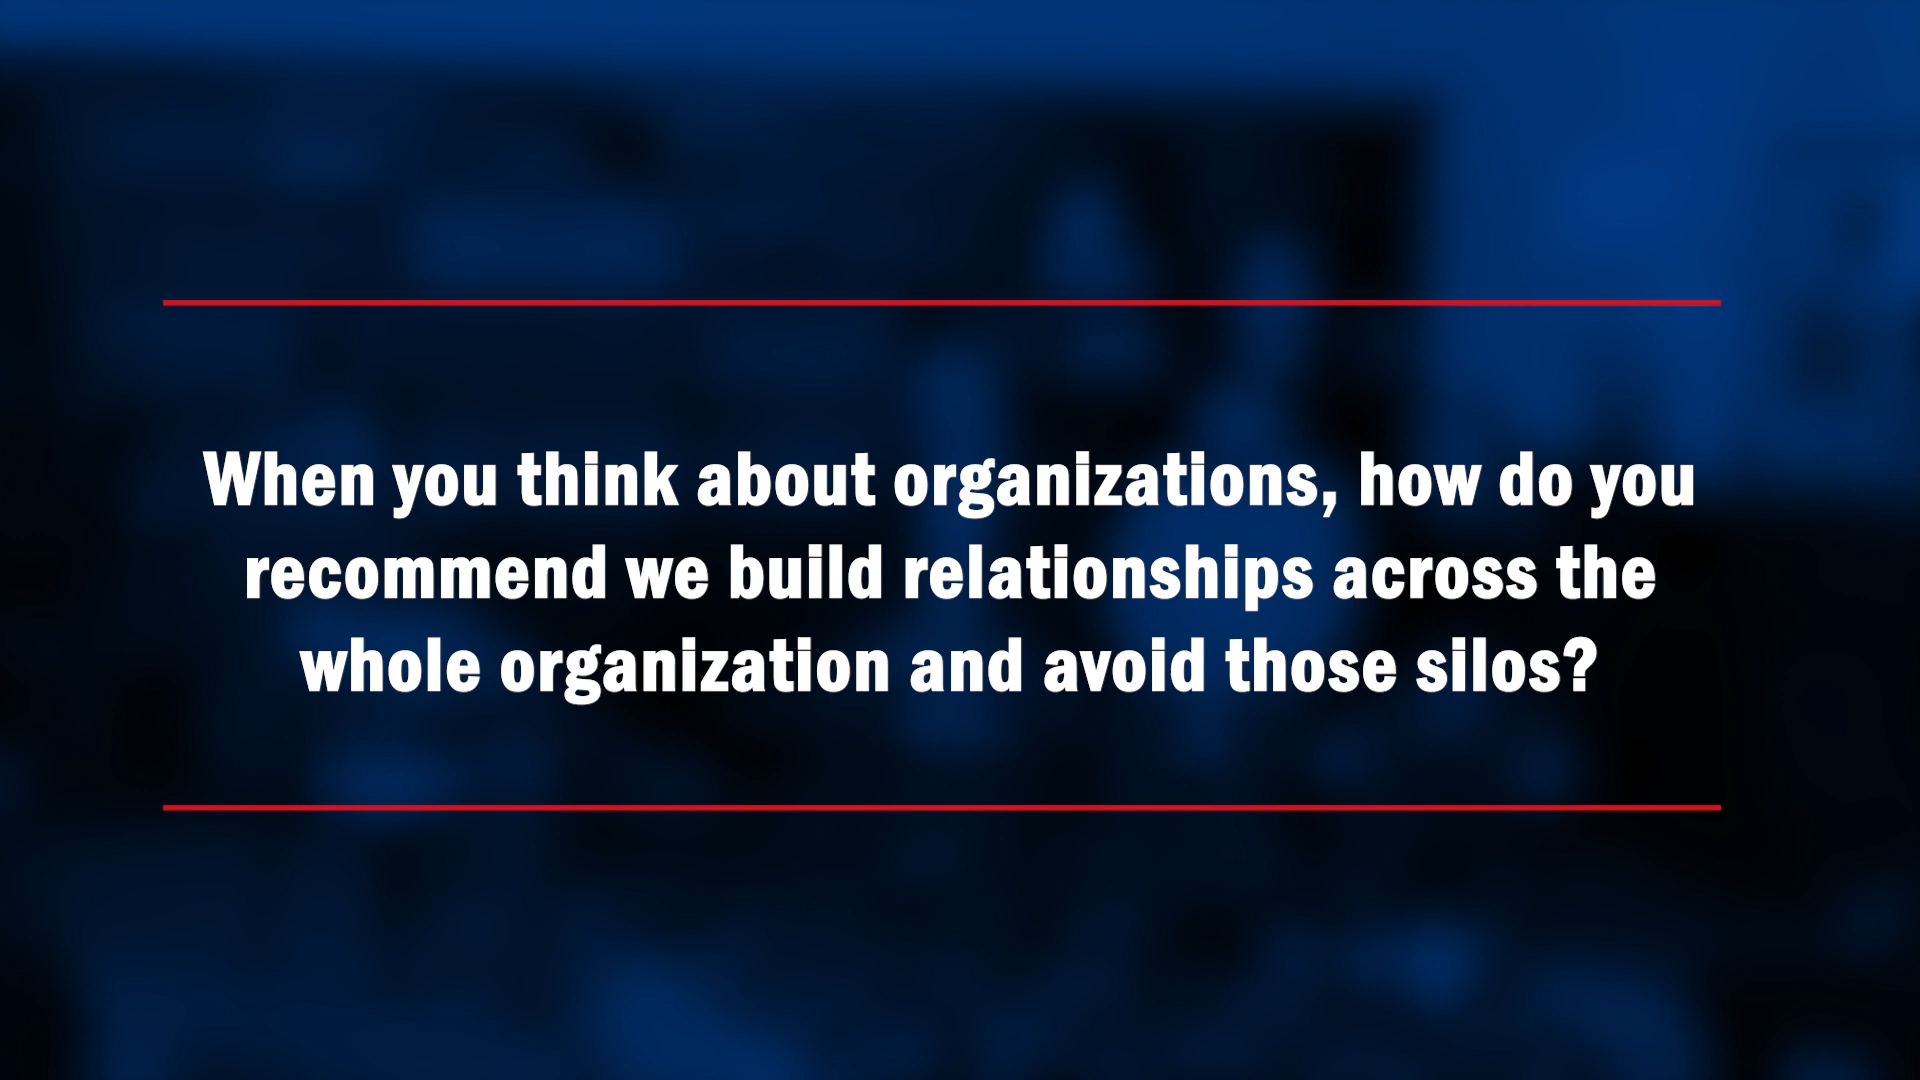 When you think about organizations, how do you
recommend we build relationships across the
whole organization and avoid those silos?